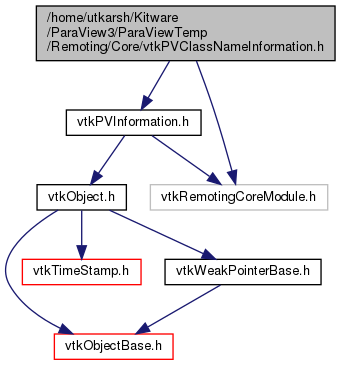 /home/utkarsh/Kitware
/ParaView3/ParaViewTemp
/Remoting/Core/vtkPVClassNameInformation.h
vtkPVInformation.h
vtkObject.h
vtkRemotingCoreModule.h
vtkTimeStamp.h
vtkWeakPointerBase.h
vtkObjectBase.h